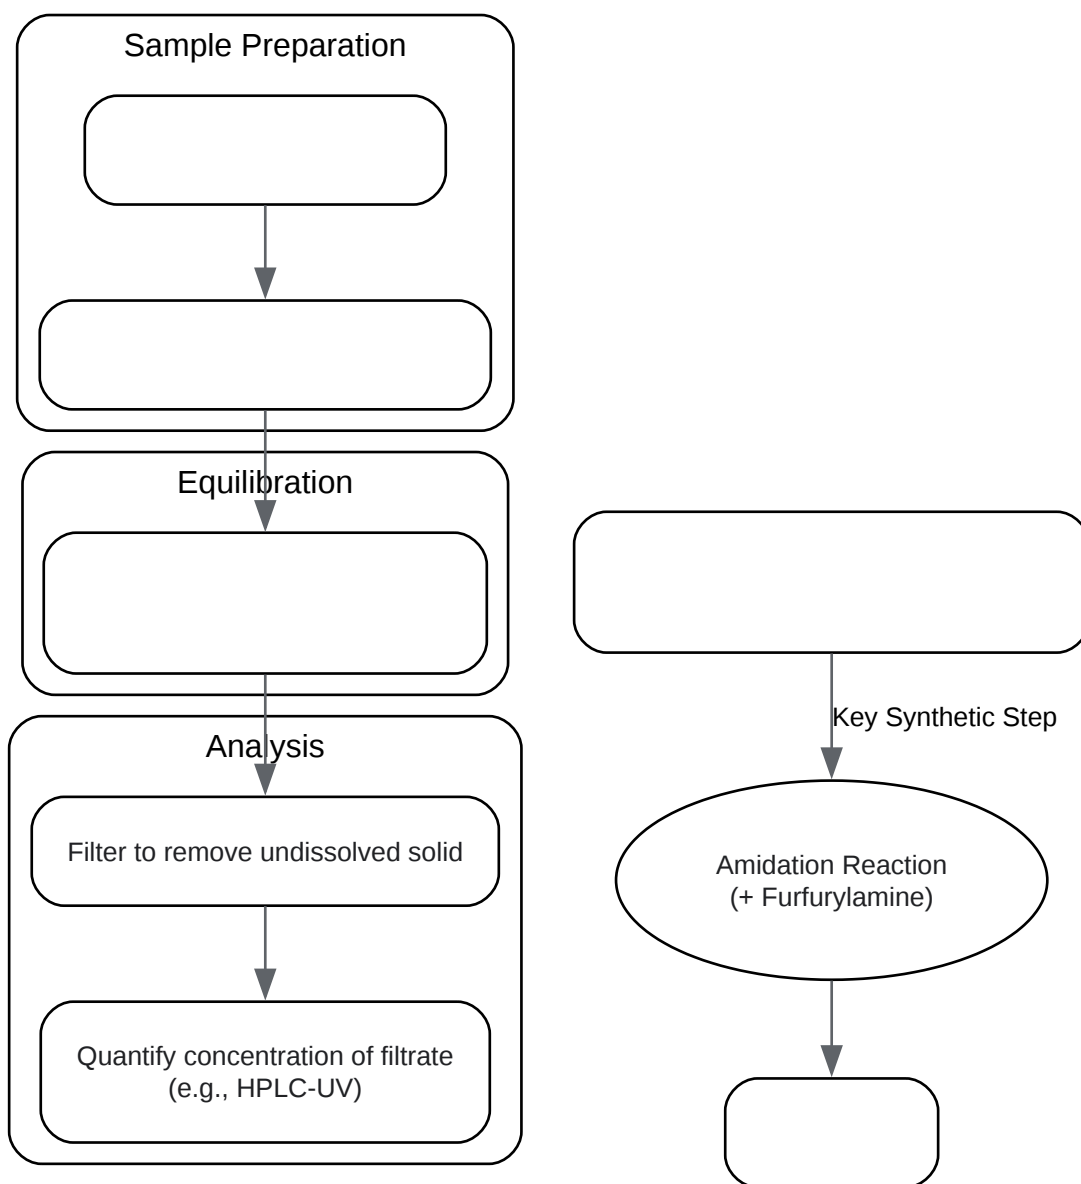 Sample Preparation
Equilibration
Analysis
Filter to remove undissolved solid
Quantify concentration of filtrate
(e.g., HPLC-UV)
Key Synthetic Step
Amidation Reaction
(+ Furfurylamine)